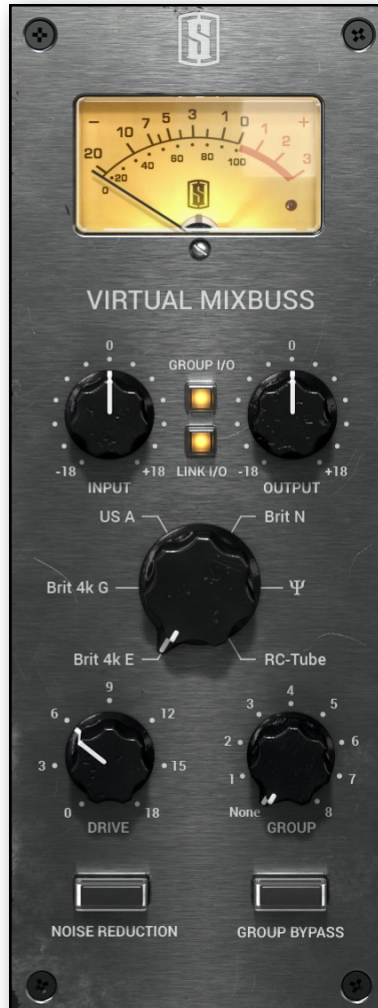 S
- 20 10 7 5 3 1 0 1 2 3 +
0 20 40 60 80 100
S
VIRTUAL MIXBUSS
0 GROUP I/O 0
-18 +18 LINK I/O -18 +18
INPUT OUTPUT
US A Brit N
Brit 4k G Ψ
Brit 4k E RC-Tube
0 3 6 9 12 15 18
DRIVE
None 1 2 3 4 5 6 7 8
GROUP
NOISE REDUCTION GROUP BYPASS